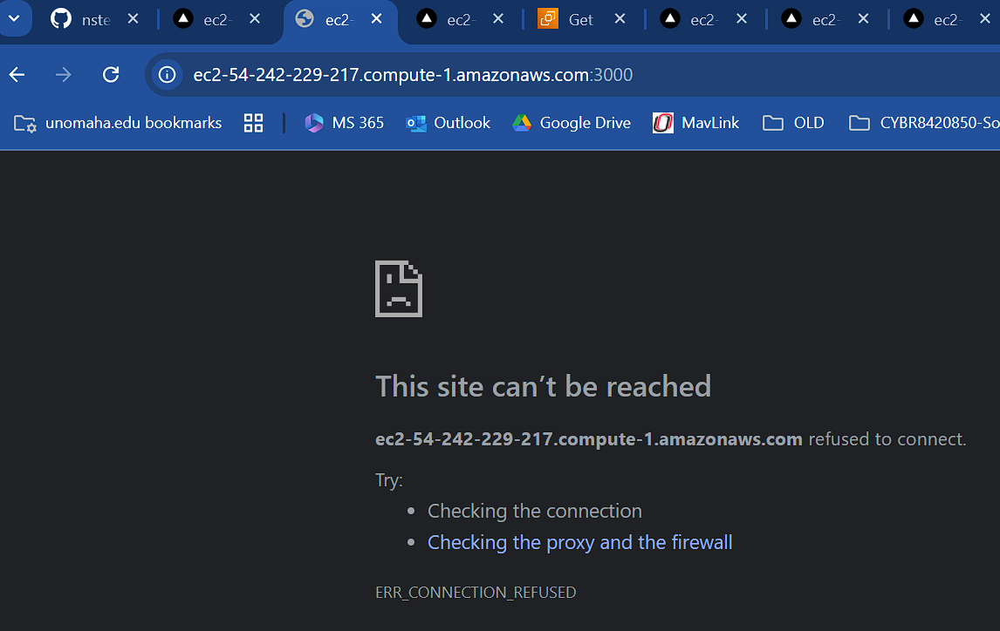 nste ec2- ec2- ec2- Get ec2- ec2- ec2-
ec2-54-242-229-217.compute-1.amazonaws.com:3000
unomaha.edu bookmarks MS 365 Outlook Google Drive MavLink OLD CYBR8420850-So
This site can’t be reached
ec2-54-242-229-217.compute-1.amazonaws.com refused to connect.
Try:
• Checking the connection
• Checking the proxy and the firewall
ERR_CONNECTION_REFUSED